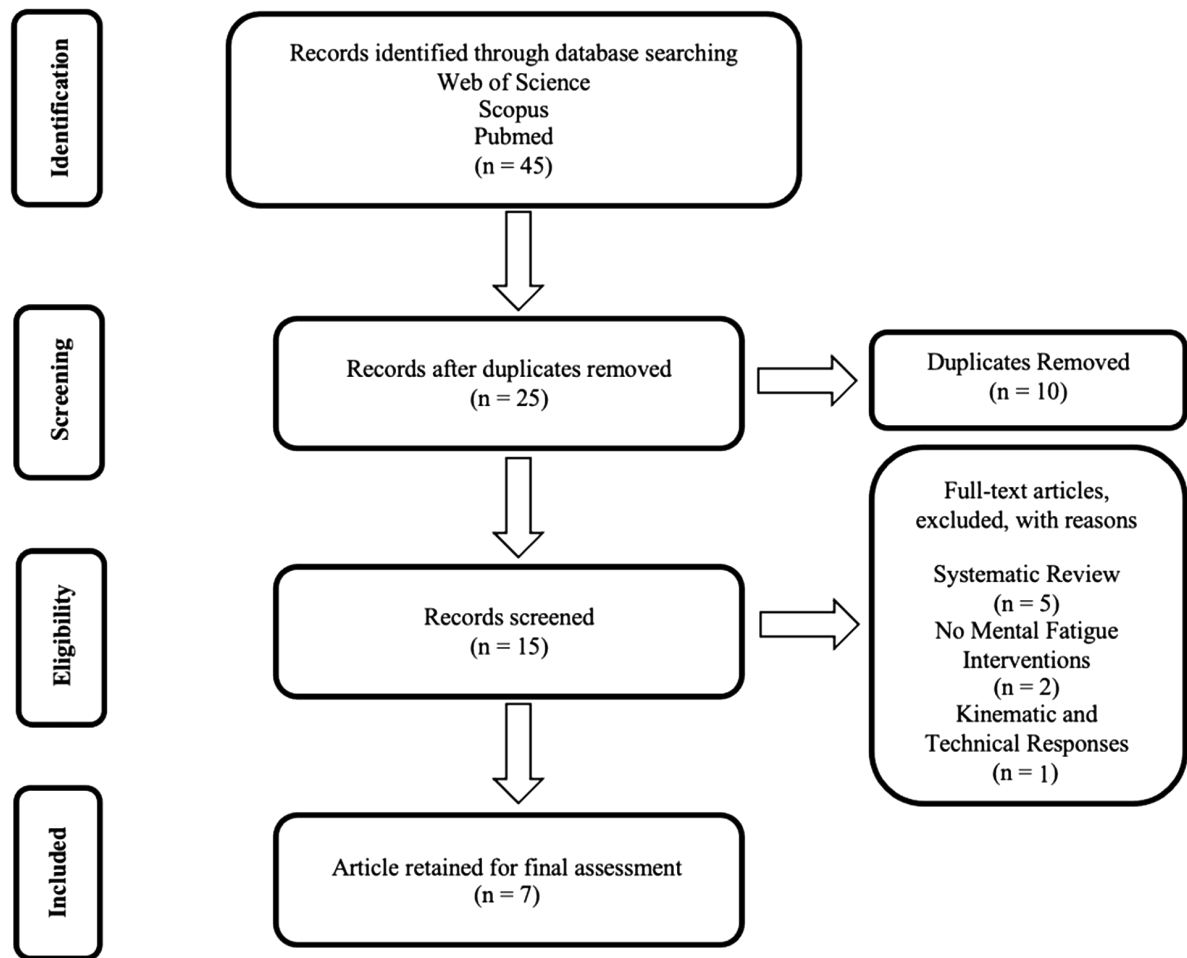 Identification
Records identified through database searching
Web of Science
Scopus
Pubmed
(n = 45)
Screening
Records after duplicates removed
(n = 25)
Duplicates Removed
(n = 10)
Eligibility
Records screened
(n = 15)
Full-text articles,
excluded, with reasons
Systematic Review
(n = 5)
No Mental Fatigue
Interventions
(n = 2)
Kinematic and
Technical Responses
(n = 1)
Included
Article retained for final assessment
(n = 7)